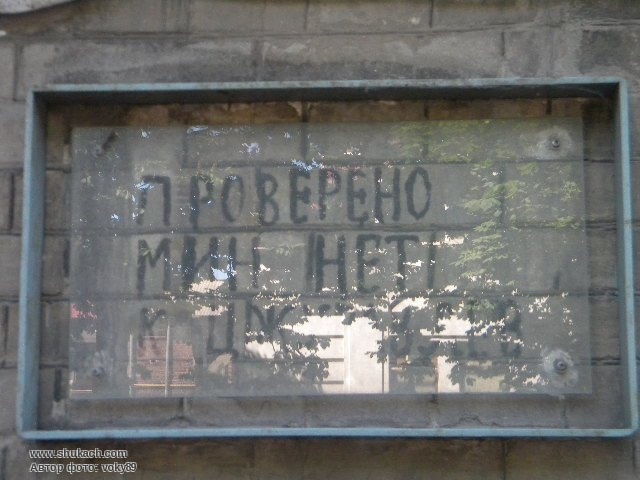 ПРОВЕРЕНО
МИН НЕТ!
www.shukach.com
Автор фото: voky89